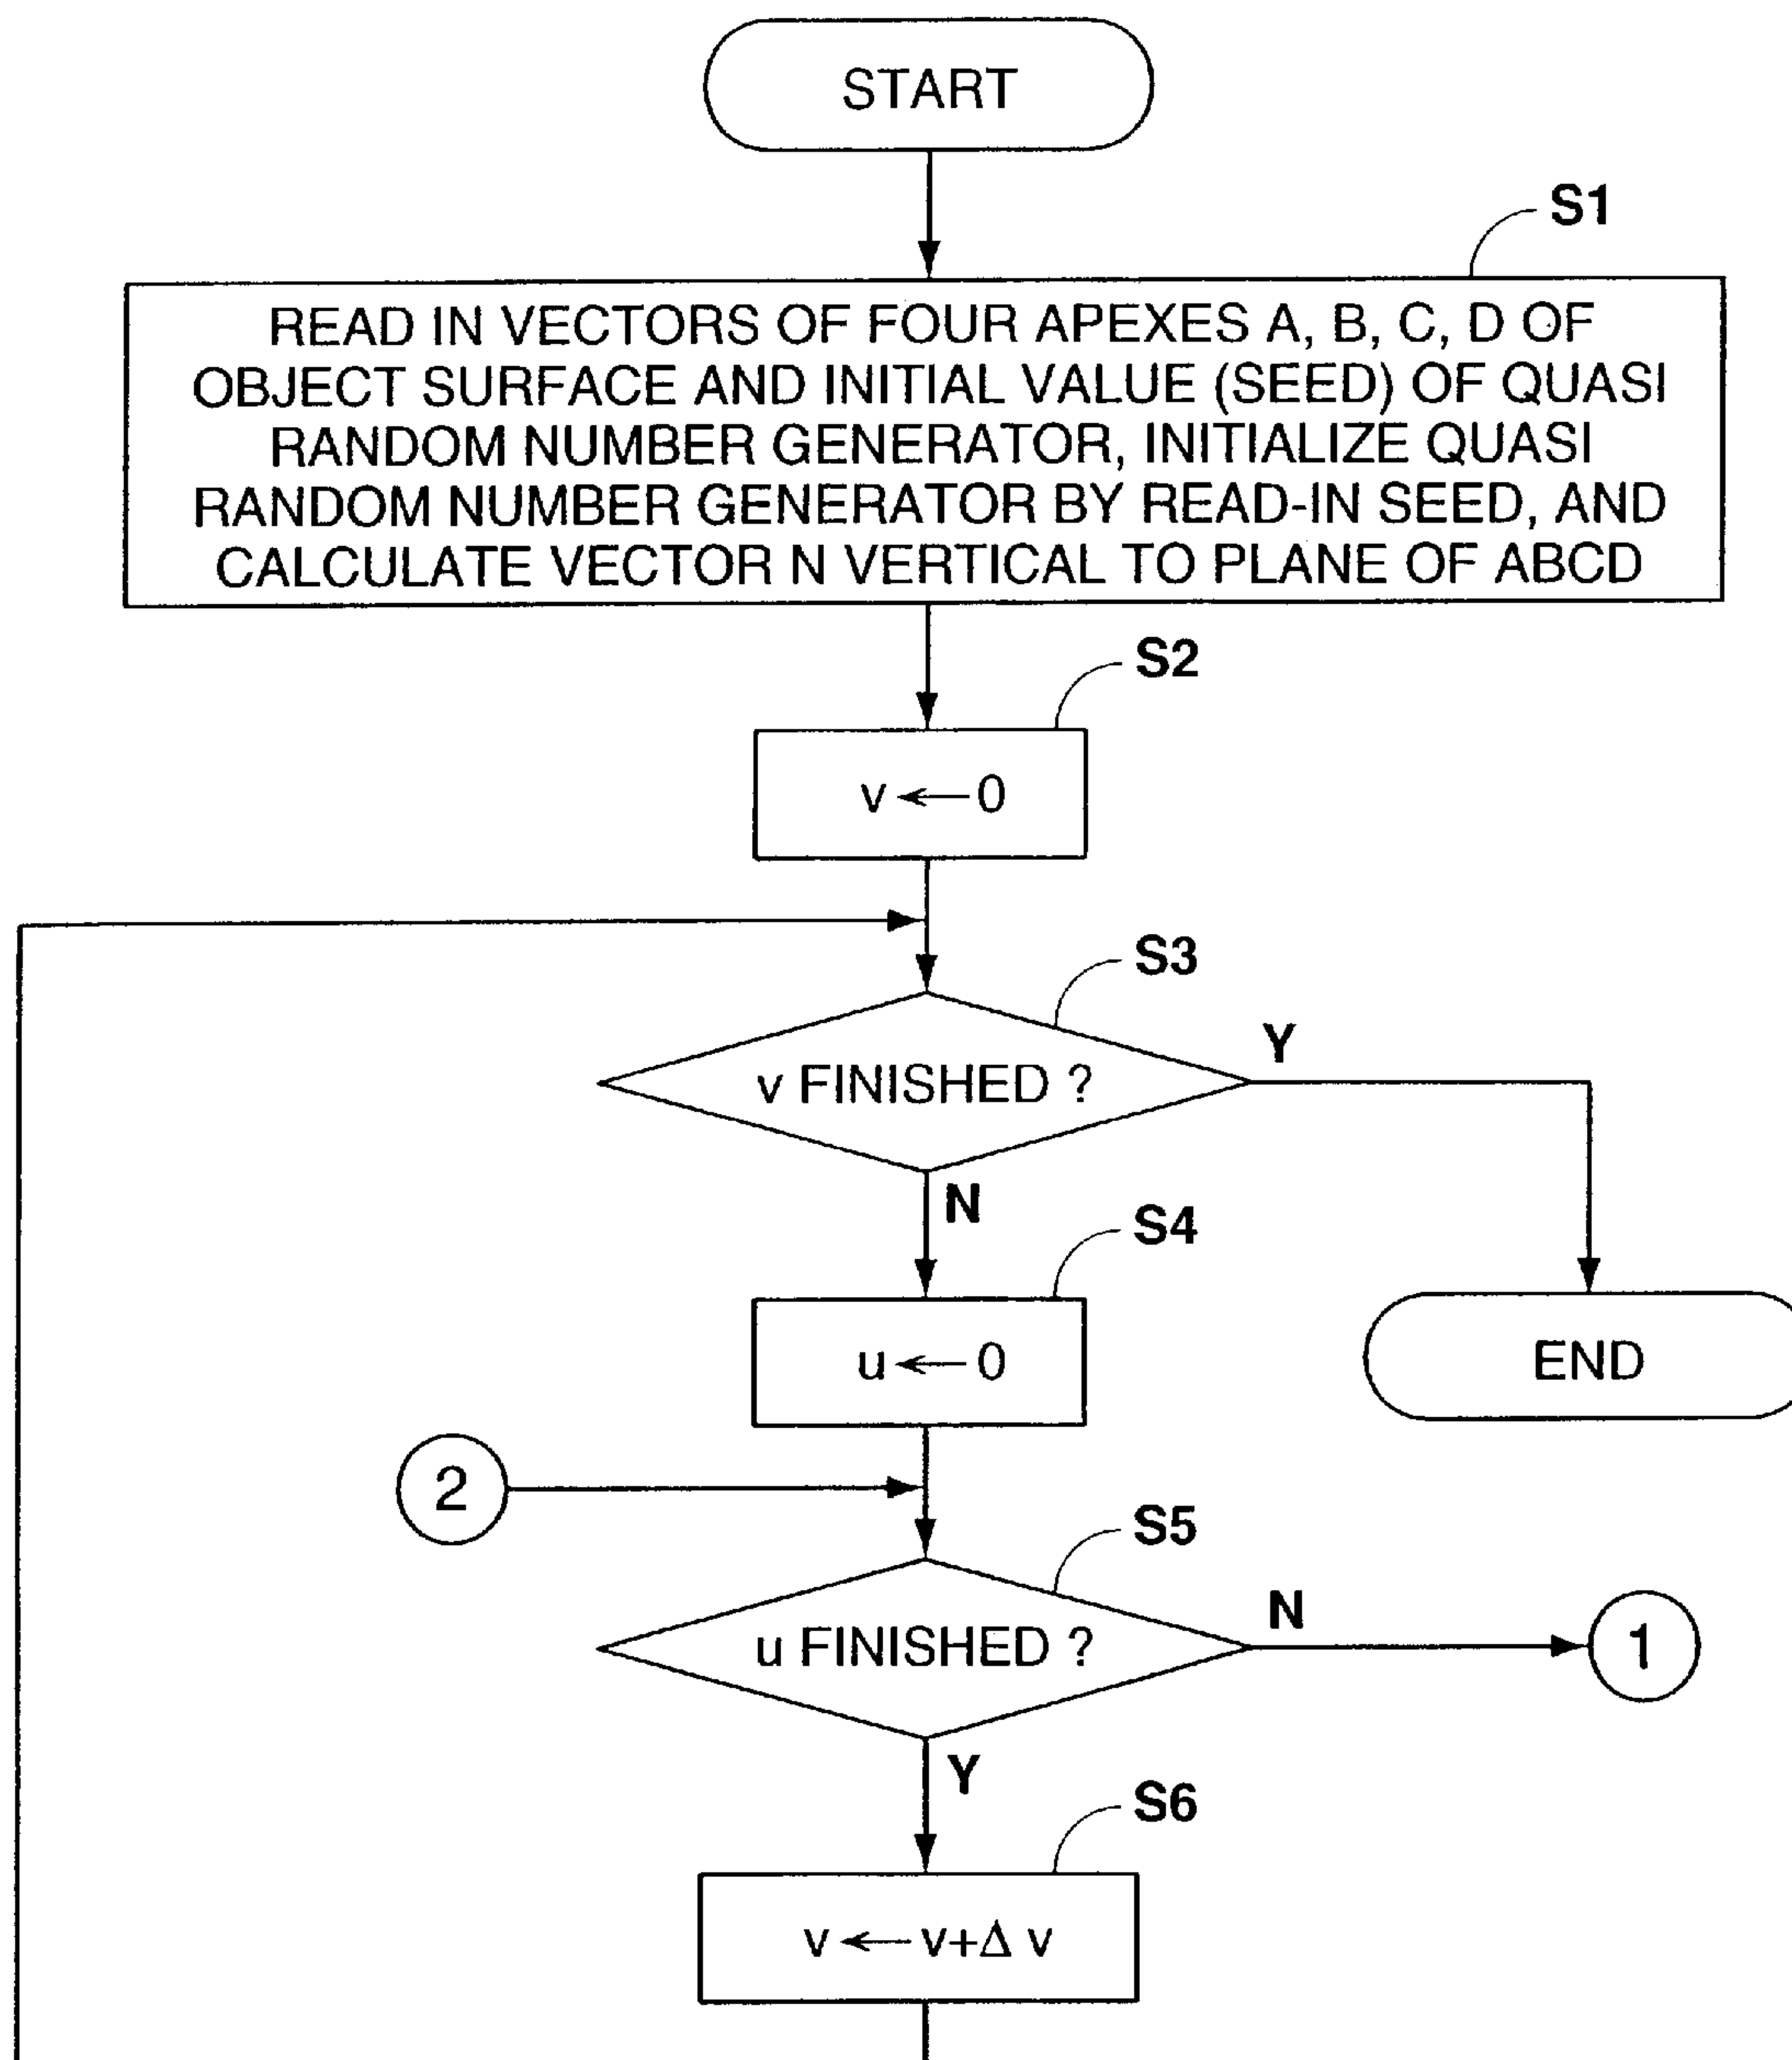 START
S1
READ IN VECTORS OF FOUR APEXES A, B, C, D OF
OBJECT SURFACE AND INITIAL VALUE (SEED) OF QUASI
RANDOM NUMBER GENERATOR, INITIALIZE QUASI
RANDOM NUMBER GENERATOR BY READ-IN SEED, AND
CALCULATE VECTOR N VERTICAL TO PLANE OF ABCD
S2
v ← 0
S3
v FINISHED ?
Y
N
S4
u ← 0
END
2
S5
u FINISHED ?
N
1
Y
S6
v ← v+Δ v